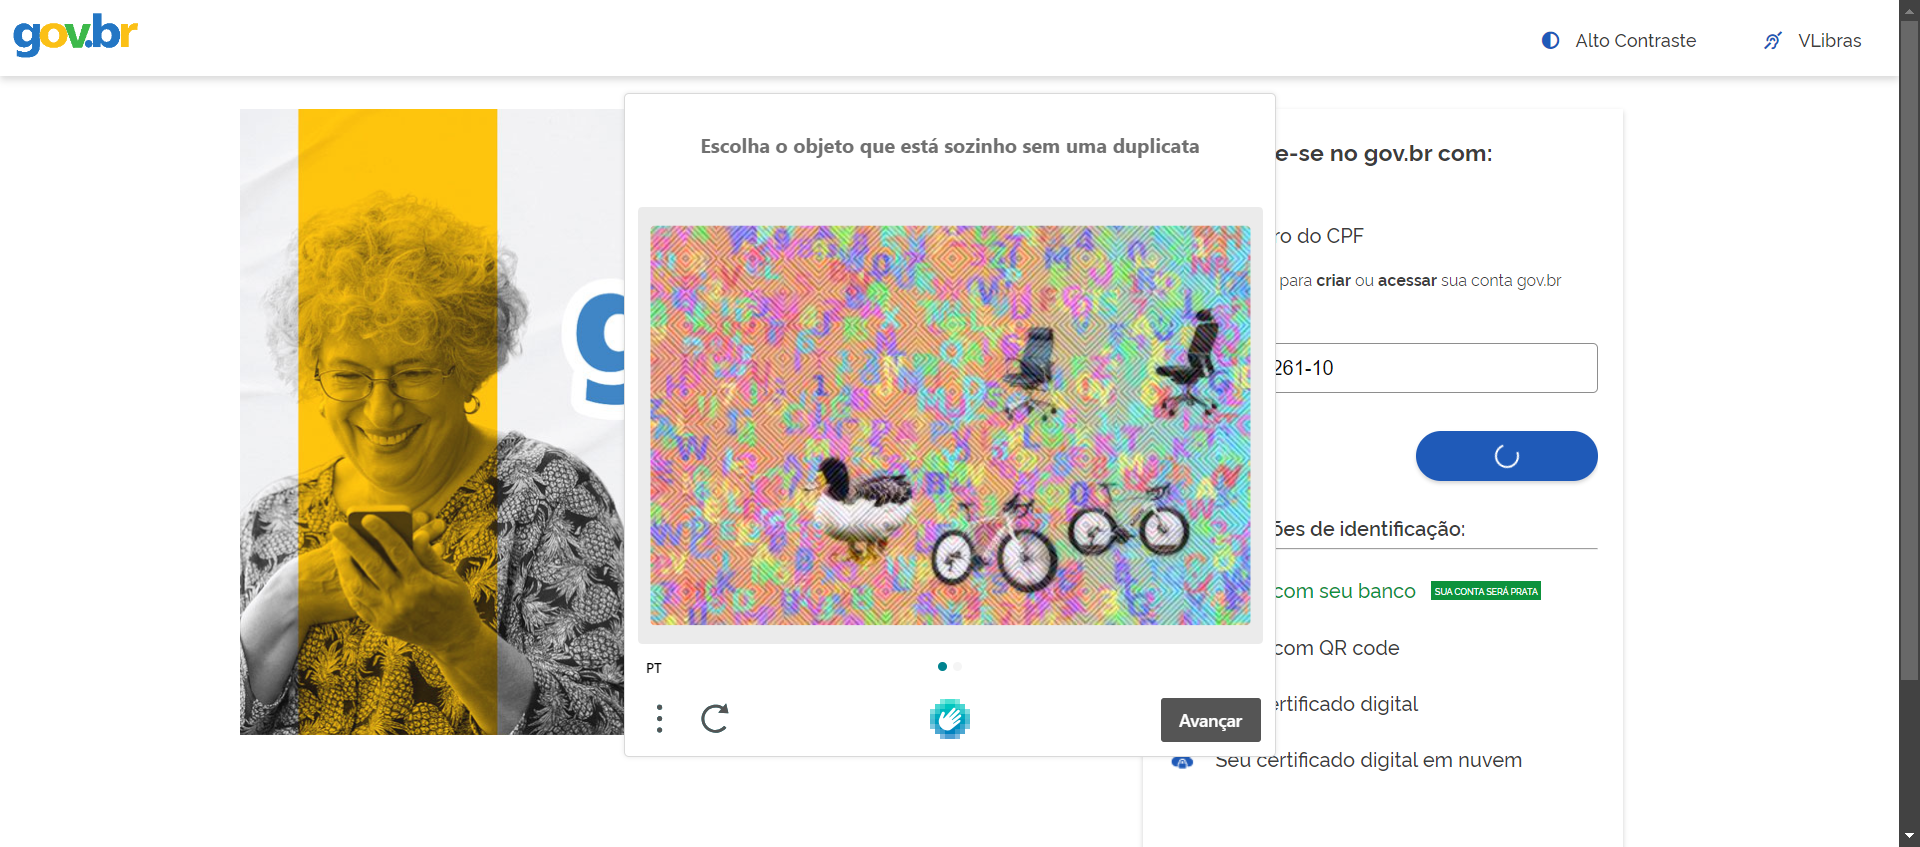 gov.br
Alto Contraste
VLibras
Escolha o objeto que está sozinho sem uma duplicata
e-se no gov.br com:
ro do CPF
para criar ou acessar sua conta gov.br
261-10
ões de identificação:
com seu banco
SUA CONTA SERÁ PRATA
com QR code
ertificado digital
Seu certificado digital em nuvem
g
PT
Avançar